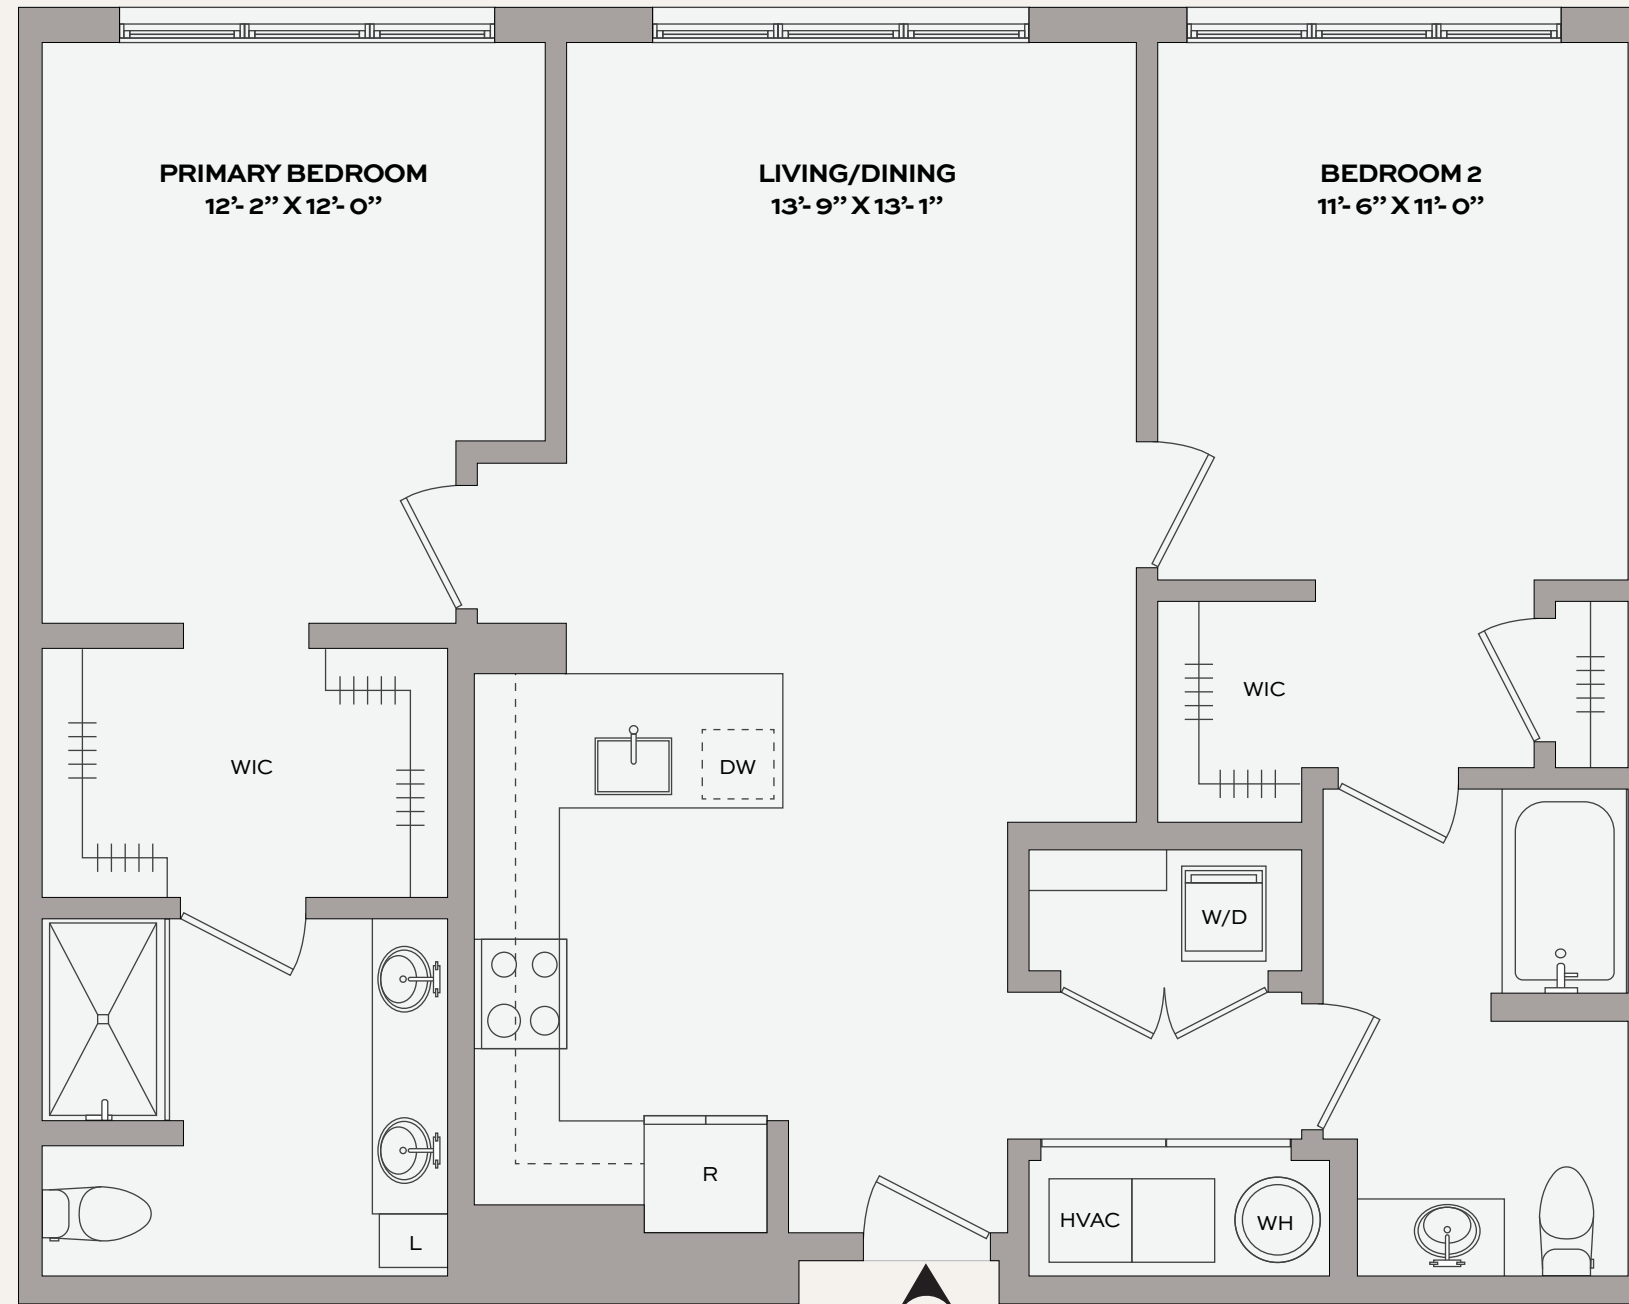 PRIMARY BEDROOM
12'- 2” X 12'- 0”
LIVING/DINING
13'- 9” X 13'- 1”
BEDROOM 2
11'- 6” X 11'- 0”
WIC
WIC
DW
W/D
R
HVAC
WH
L